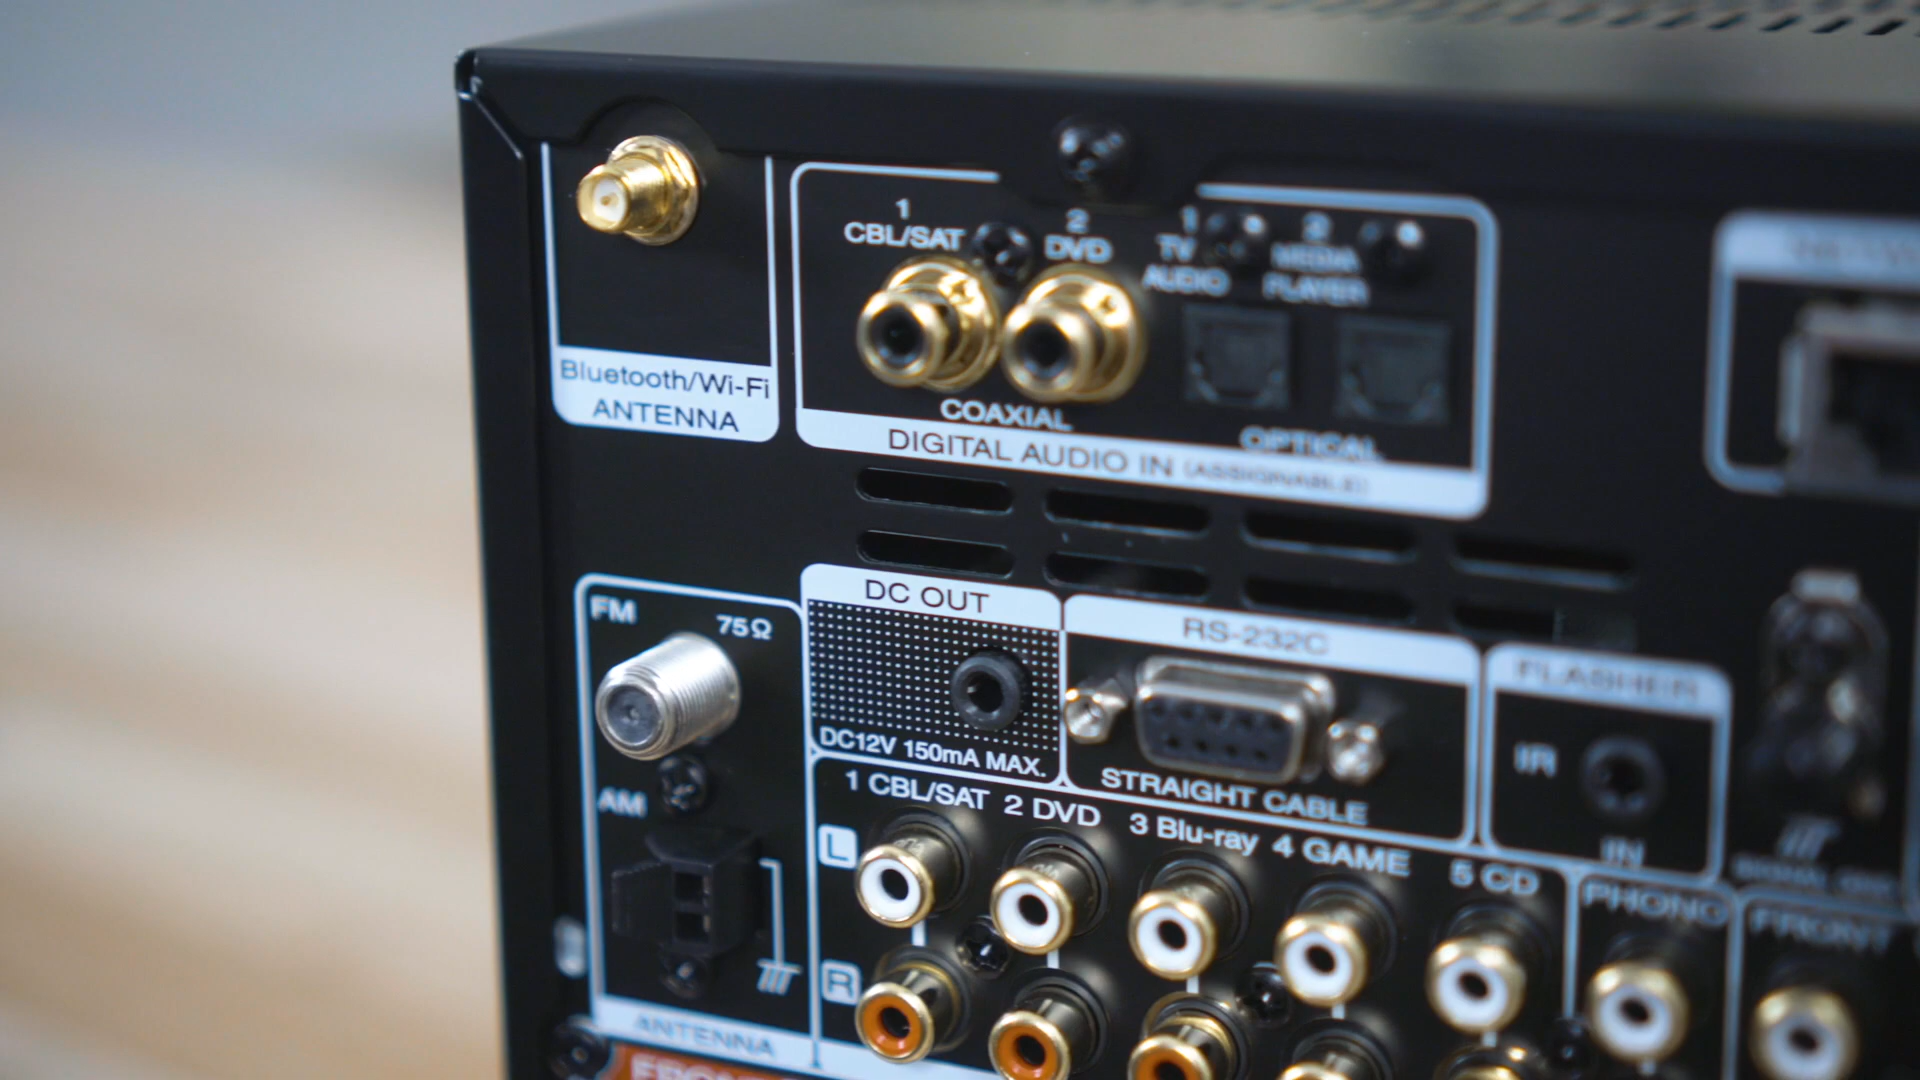 1
CBL/SAT
2
DVD
1
TV
AUDIO
2
MEDIA
PLAYER
Bluetooth/Wi-Fi
ANTENNA
COAXIAL
OPTICAL
DIGITAL AUDIO IN (ASSIGNABLE)
FM
75Ω
DC OUT
RS-232C
FLASHER
DC12V 150mA MAX.
STRAIGHT CABLE
IR
IN
AM
1 CBL/SAT
2 DVD
3 Blu-ray
4 GAME
5 CD
PHONO
FRONT
L
R
ANTENNA